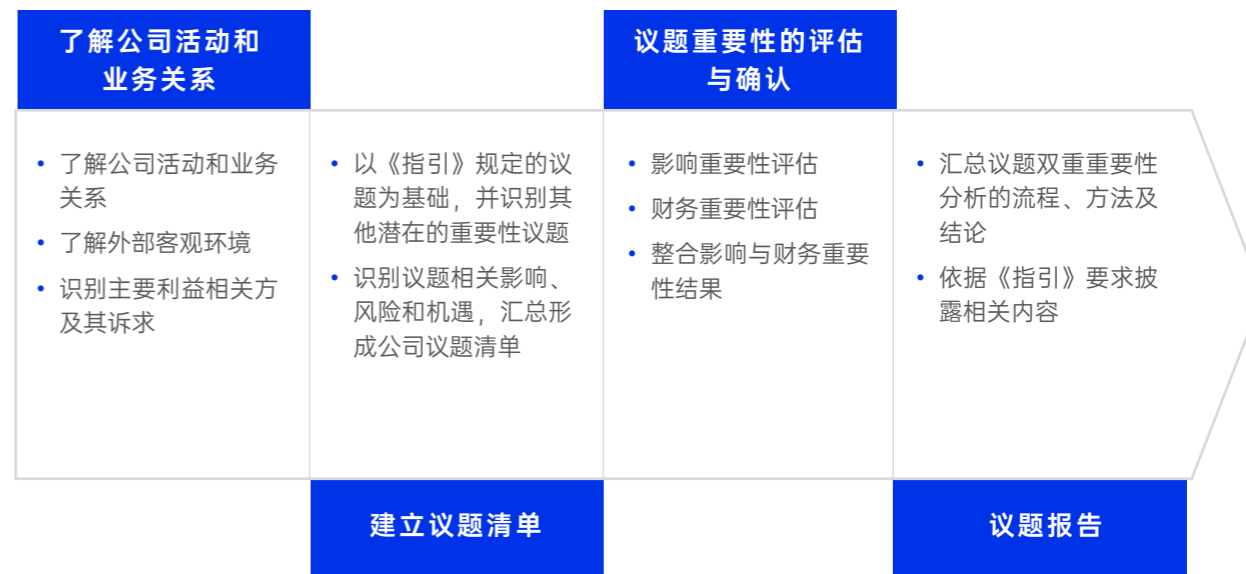 了解公司活动和
业务关系
• 了解公司活动和业务
关系
• 了解外部客观环境
• 识别主要利益相关方
及其诉求
建立议题清单
• 以《指引》规定的议
题为基础，并识别其
他潜在的重要性议题
• 识别议题相关影响、
风险和机遇，汇总形
成公司议题清单
议题重要性的评估
与确认
• 影响重要性评估
• 财务重要性评估
• 整合影响与财务重要
性结果
议题报告
• 汇总议题双重重要性
分析的流程、方法及
结论
• 依据《指引》要求披
露相关内容